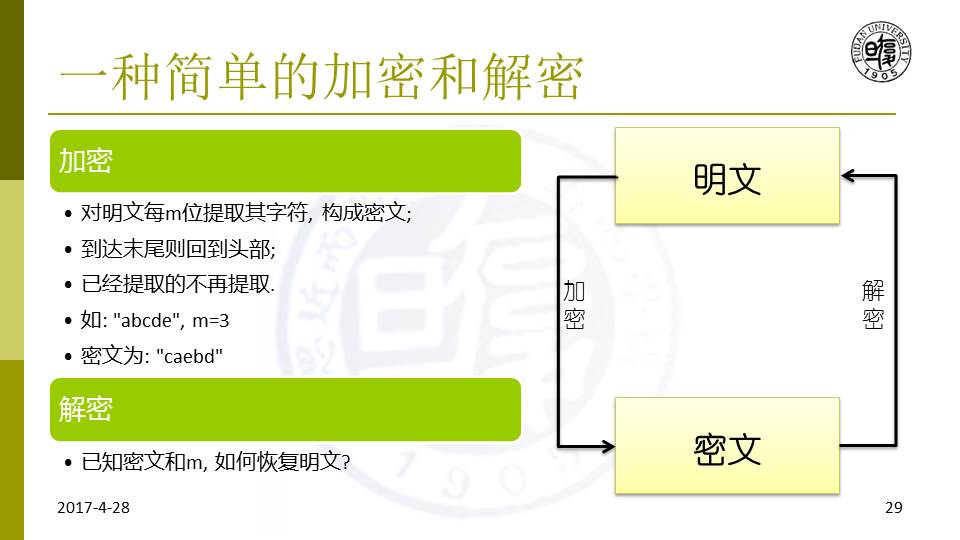 一种简单的加密和解密
FUDAN UNIVERSITY
1905
加密
• 对明文每m位提取其字符, 构成密文;
• 到达末尾则回到头部;
• 已经提取的不再提取.
• 如: "abcde", m=3
• 密文为: "caebd"
解密
• 已知密文和m, 如何恢复明文?
明文
加密
解密
密文
2017-4-28
29